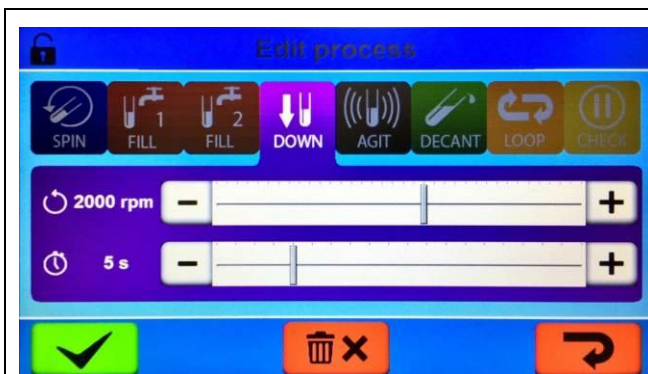 Edit process
SPIN
1
FILL
2
FILL
DOWN
AGIT
DECANT
LOOP
CHECK
2000 rpm - +
5 s - +